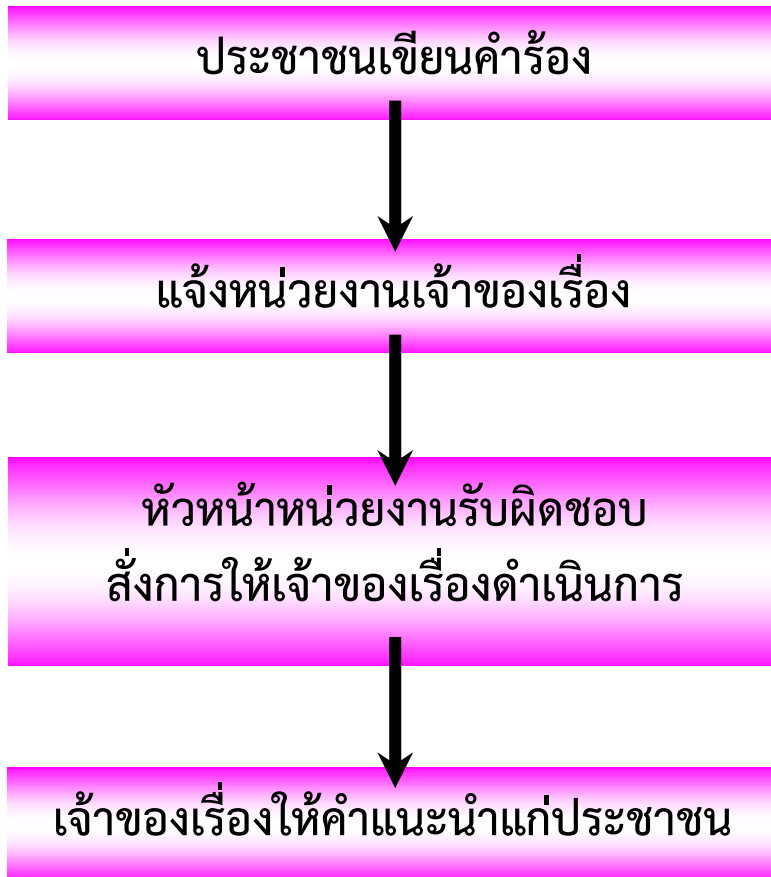 ประชาชนเขียนคำร้อง
แจ้งหน่วยงานเจ้าของเรื่อง
หัวหน้าหน่วยงานรับผิดชอบ
สั่งการให้เจ้าของเรื่องดำเนินการ
เจ้าของเรื่องให้คำแนะนำแก่ประชาชน